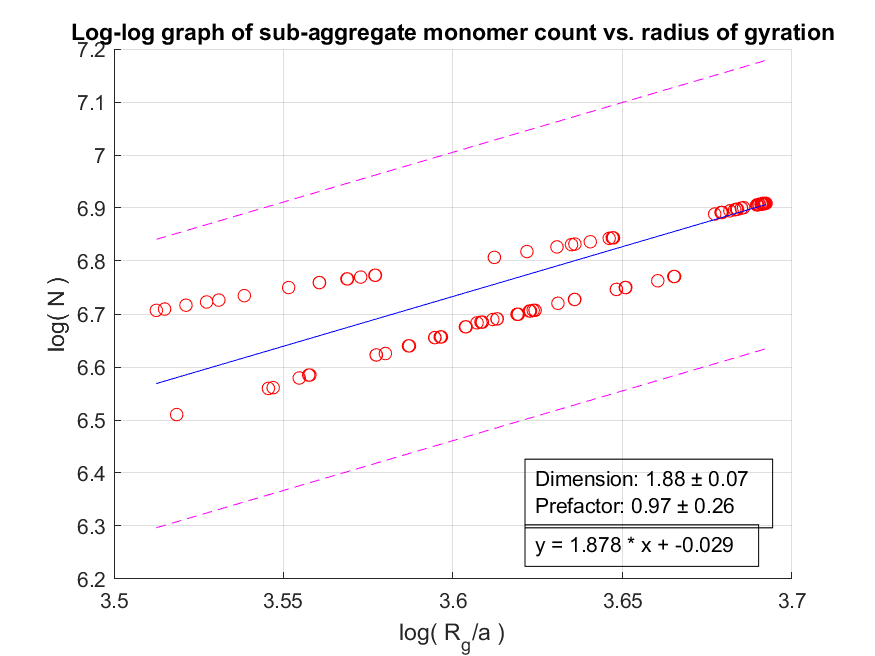 Log-log graph of sub-aggregate monomer count vs. radius of gyration
7.2
7.1
7
6.9
6.8
6.7
6.6
6.5
6.4
6.3
6.2
log( N )
Dimension: 1.88 ± 0.07
Prefactor: 0.97 ± 0.26
y = 1.878 * x + -0.029
3.5 3.55 3.6 3.65 3.7
log( Rg/a )